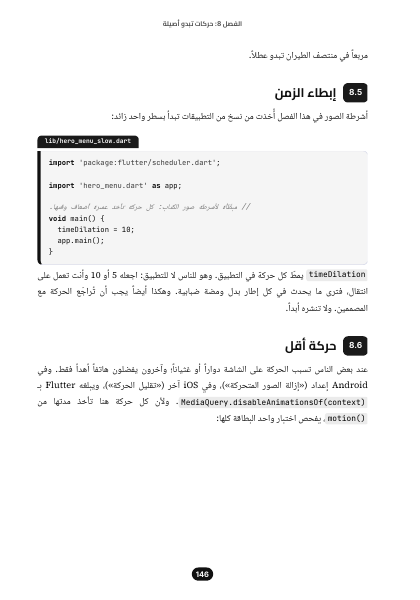 الفصل 8: حركات تبدو أصيلة
مربعاً في منتصف الطيران تبدو عطلاً.
8.5 إبطاء الزمن
أشرطة الصور في هذا الفصل أُخذت من نسخ من التطبيقات تبدأ بسطر واحد زائد:
lib/hero_menu_slow.dart
import 'package:flutter/scheduler.dart';
import 'hero_menu.dart' as app;
// مبطَّأة لأشرطة صور الكتاب: كل حركة تأخذ عشرة أضعاف وقتها.
void main() {
timeDilation = 10;
app.main();
}
timeDilation يمطّ كل حركة في التطبيق. وهو للناس لا للتطبيق: اجعله 5 أو 10 وأنت تعمل على
انتقال، فترى ما يحدث في كل إطار بدل ومضة ضبابية. وهكذا أيضاً يجب أن تُراجَع الحركة مع
المصممين. ولا تنشره أبداً.
8.6 حركة أقل
عند بعض الناس تسبب الحركة على الشاشة دواراً أو غثياناً؛ وآخرون يفضلون هاتفاً أهدأ فقط. وفي
Android إعداد («إزالة الصور المتحركة»)، وفي iOS آخر («تقليل الحركة»)، ويبلغه Flutter بـ
MediaQuery.disableAnimationsOf(context). ولأن كل حركة هنا تأخذ مدتها من
motion()، يفحص اختبار واحد البطاقة كلها:
146